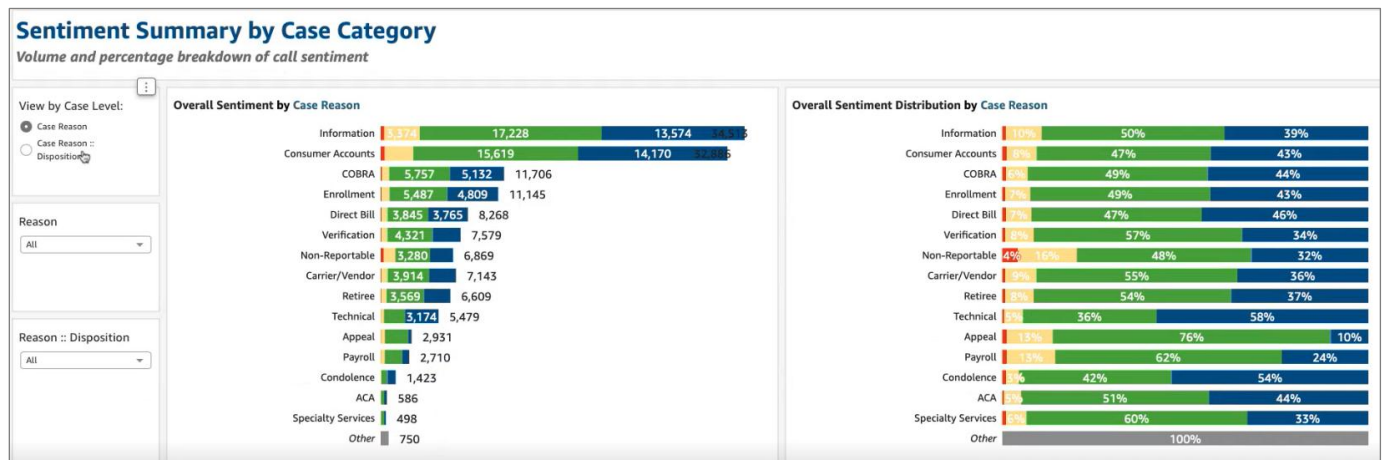 Sentiment Summary by Case Category
Volume and percentage breakdown of call sentiment
View by Case Level:
Case Reason
Case Reason ::
Disposition
Reason
All
Reason :: Disposition
All
Overall Sentiment by Case Reason
Information 3,374 17,228 13,574 34,513
Consumer Accounts 15,619 14,170 32,885
COBRA 5,757 5,132 11,706
Enrollment 5,487 4,809 11,145
Direct Bill 3,845 3,765 8,268
Verification 4,321 7,579
Non-Reportable 3,280 6,869
Carrier/Vendor 3,914 7,143
Retiree 3,569 6,609
Technical 3,174 5,479
Appeal 2,931
Payroll 2,710
Condolence 1,423
ACA 586
Specialty Services 498
Other 750
Overall Sentiment Distribution by Case Reason
Information 10% 50% 39%
Consumer Accounts 47% 43%
COBRA 6% 49% 44%
Enrollment 7% 49% 43%
Direct Bill 7% 47% 46%
Verification 8% 57% 34%
Non-Reportable 4% 16% 48% 32%
Carrier/Vendor 9% 55% 36%
Retiree 8% 54% 37%
Technical 5% 36% 58%
Appeal 13% 76% 10%
Payroll 13% 62% 24%
Condolence 3% 42% 54%
ACA 5% 51% 44%
Specialty Services 6% 60% 33%
Other 100%